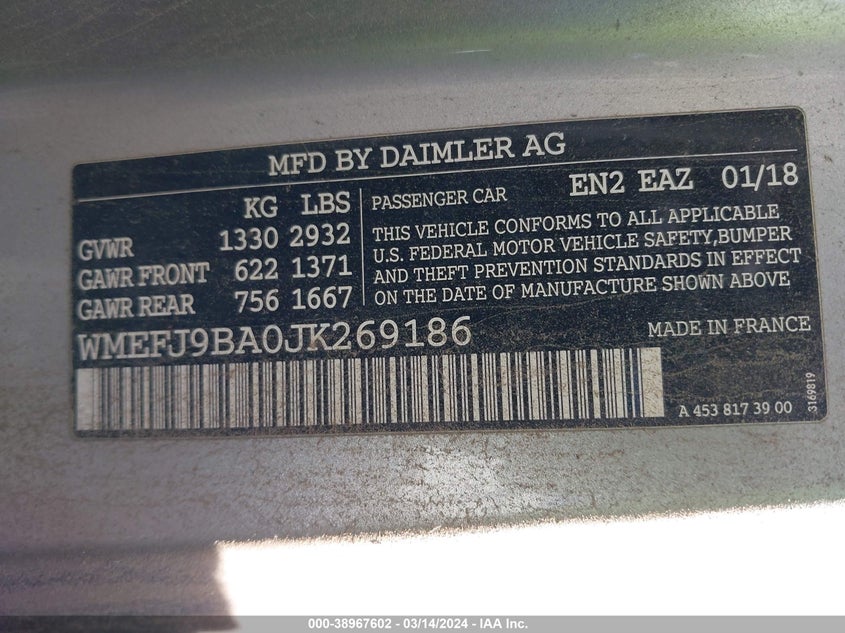 MFD BY DAIMLER AG
KG LBS
GVWR 1330 2932
GAWR FRONT 622 1371
GAWR REAR 756 1667
PASSENGER CAR EN2 EAZ 01/18
THIS VEHICLE CONFORMS TO ALL APPLICABLE
U.S. FEDERAL MOTOR VEHICLE SAFETY,BUMPER
AND THEFT PREVENTION STANDARDS IN EFFECT
ON THE DATE OF MANUFACTURE SHOWN ABOVE
WMEFJ9BA0JK269186 MADE IN FRANCE
A 453 817 39 00
3169819
000-38967602 - 03/14/2024 - IAA Inc.